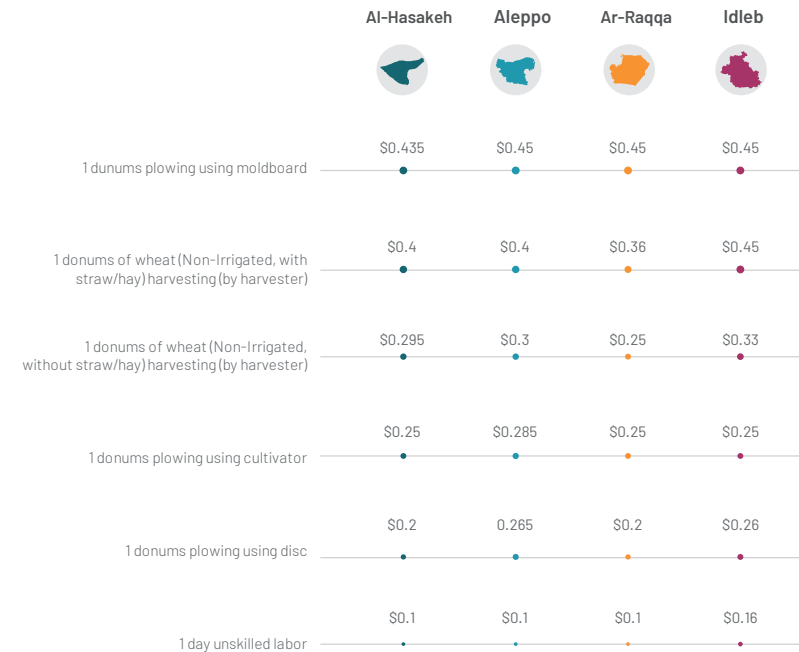 Al-Hasakeh Aleppo Ar-Raqqa Idleb
$0.435 $0.45 $0.45 $0.45
1 dunums plowing using moldboard
$0.4 $0.4 $0.36 $0.45
1 donums of wheat (Non-Irrigated, with
straw/hay) harvesting (by harvester)
$0.295 $0.3 $0.25 $0.33
1 donums of wheat (Non-Irrigated,
without straw/hay) harvesting (by harvester)
$0.25 $0.285 $0.25 $0.25
1 donums plowing using cultivator
$0.2 0.265 $0.2 $0.26
1 donums plowing using disc
$0.1 $0.1 $0.1 $0.16
1 day unskilled labor